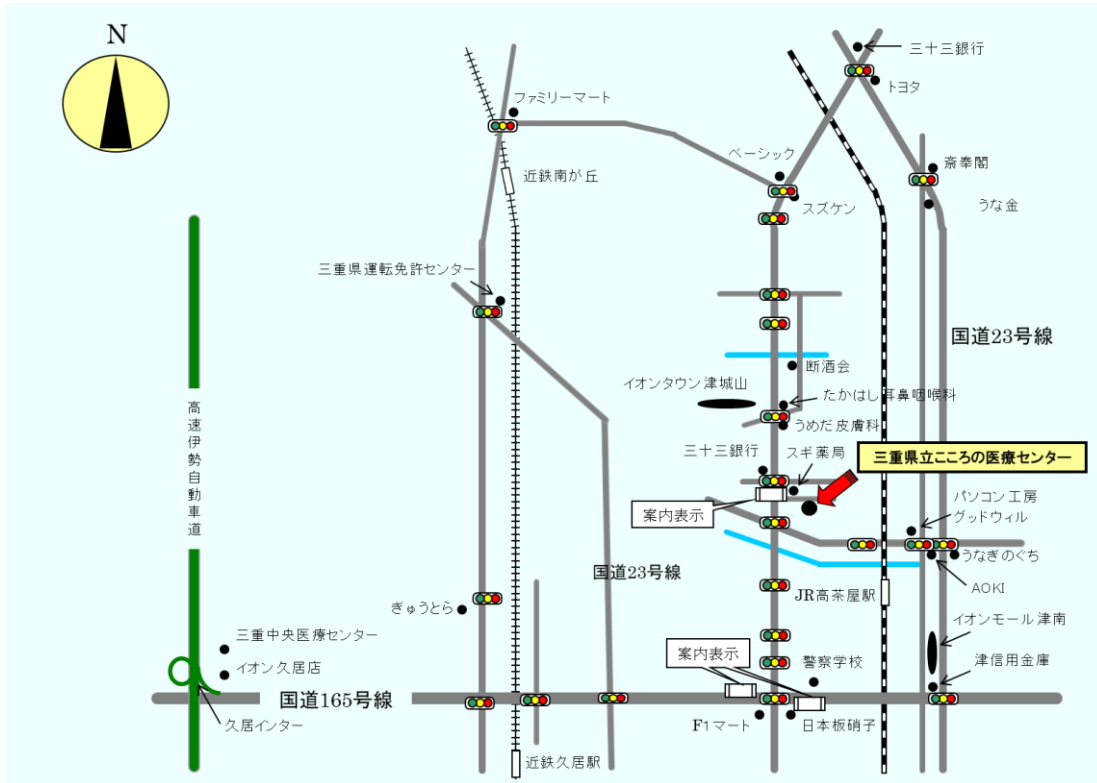 N
三十三銀行
トヨタ
ファミリーマート
ベーシック
斎奉閣
近鉄南が丘
スズケン
うな金
三重県運転免許センター
国道23号線
断酒会
イオンタウン津城山
たかはし耳鼻咽喉科
うめだ皮膚科
高速伊勢自動車道
三十三銀行
スギ薬局
三重県立こころの医療センター
案内表示
パソコン工房
グッドウィル
うなぎのぐち
国道23号線
AOKI
JR高茶屋駅
ぎゅうとら
イオンモール津南
三重中央医療センター
案内表示
警察学校
津信用金庫
イオン久居店
国道165号線
久居インター
F1マート
日本板硝子
近鉄久居駅